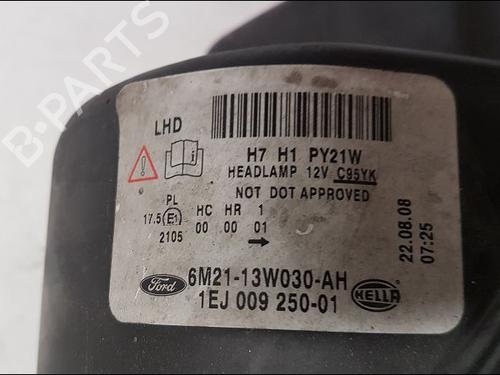 B-PARTS
LHD
H7 H1 PY21W
HEADLAMP 12V C95YK
NOT DOT APPROVED
PL HC HR 1
17.5 E1 00 00 01
2105
22.08.08
07:25
Ford 6M21-13W030-AH
1EJ 009 250-01 HELLA